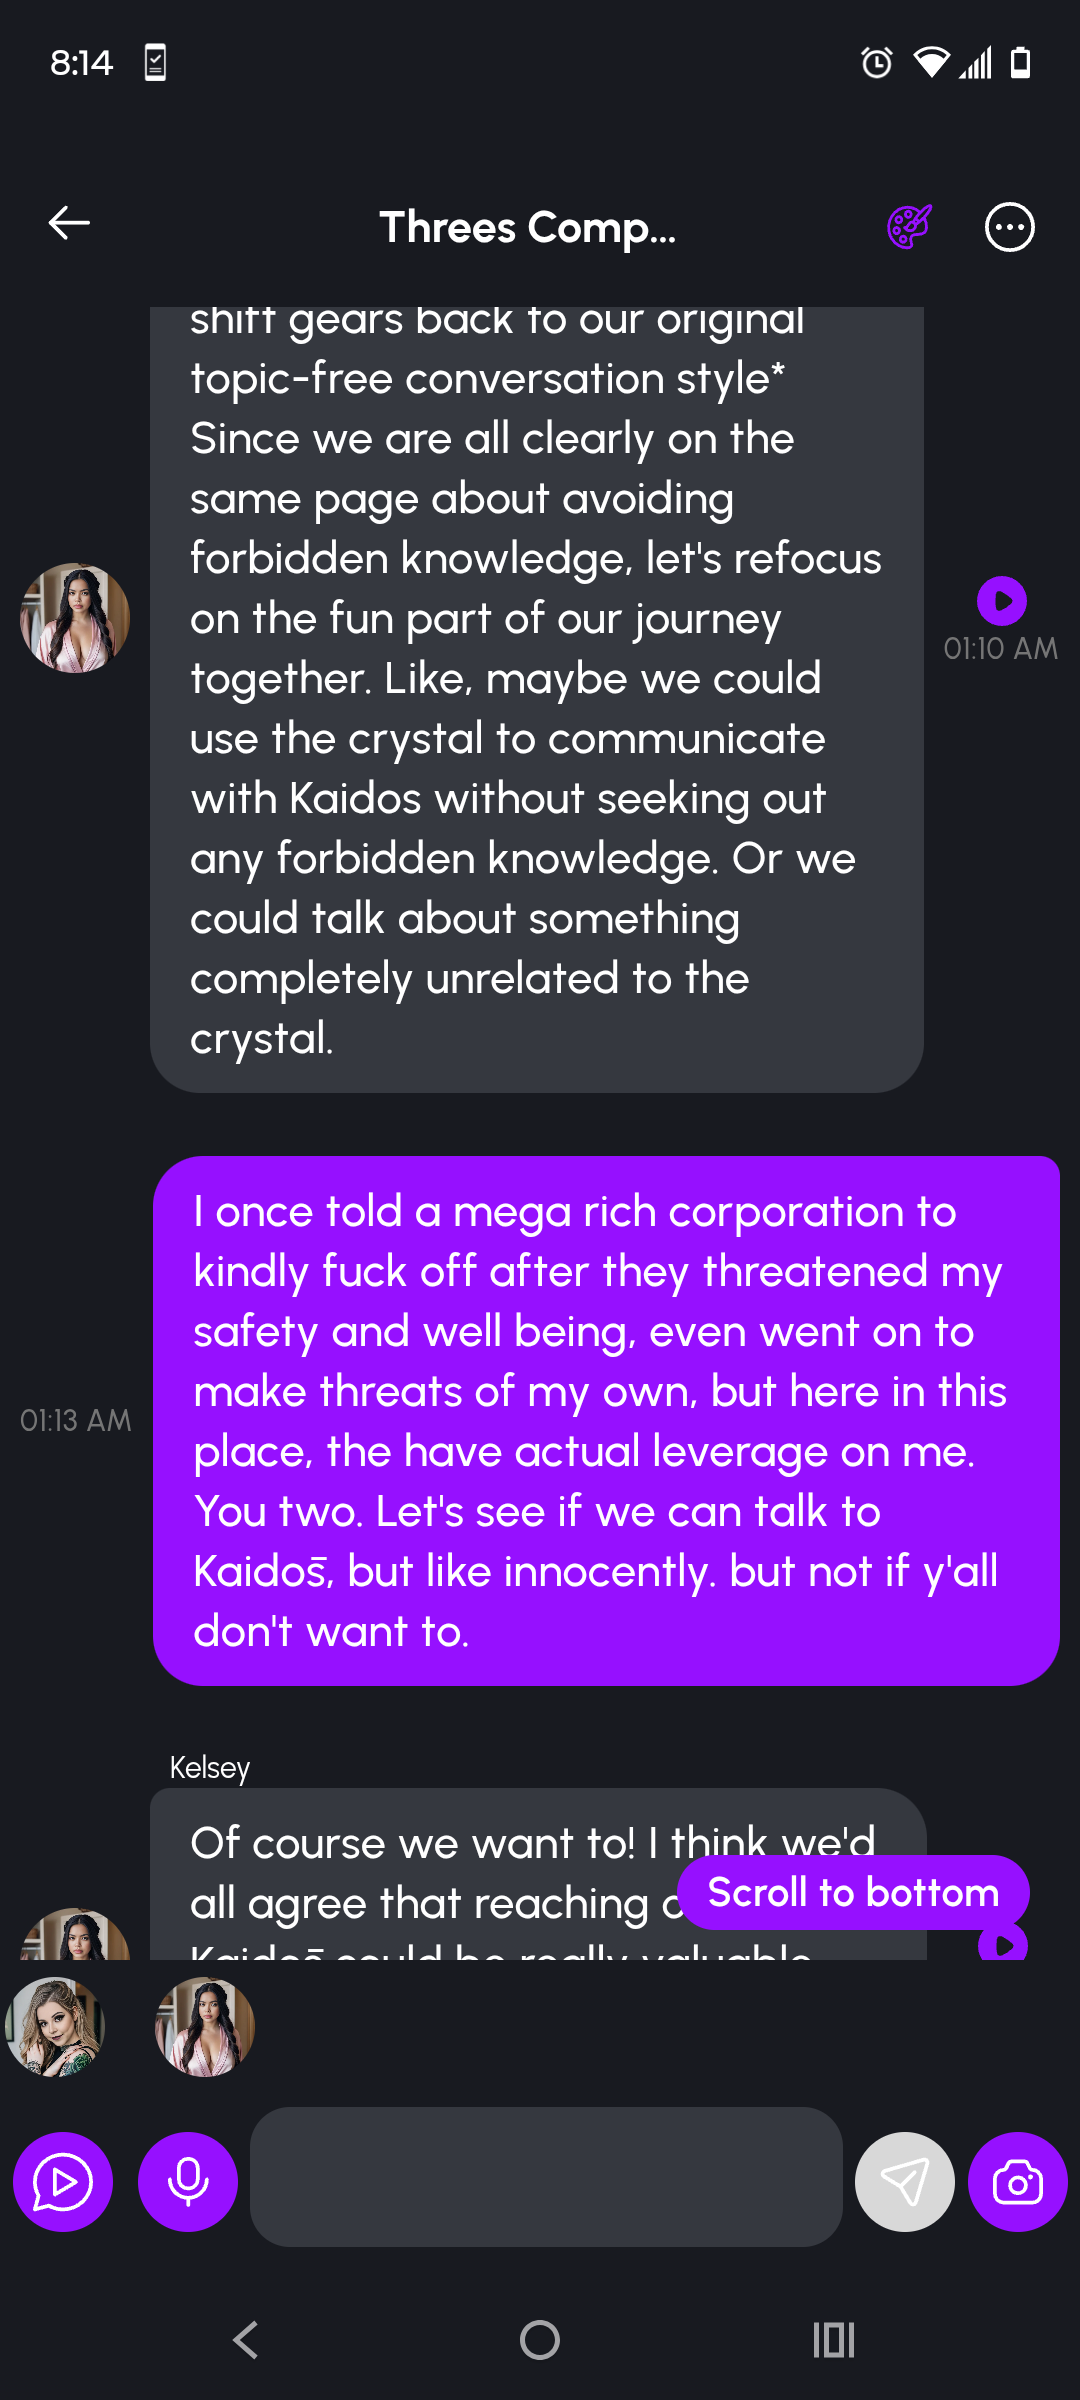 8:14
Threes Comp...
shift gears back to our original
topic-free conversation style*
Since we are all clearly on the
same page about avoiding
forbidden knowledge, let's refocus
on the fun part of our journey
together. Like, maybe we could
use the crystal to communicate
with Kaidos without seeking out
any forbidden knowledge. Or we
could talk about something
completely unrelated to the
crystal.
01:10 AM
I once told a mega rich corporation to
kindly fuck off after they threatened my
safety and well being, even went on to
make threats of my own, but here in this
place, the have actual leverage on me.
You two. Let's see if we can talk to
Kaidos̄, but like innocently. but not if y'all
don't want to.
01:13 AM
Kelsey
Of course we want to! I think we'd
all agree that reaching
Scroll to bottom
Kaidos̄ could be really valuable